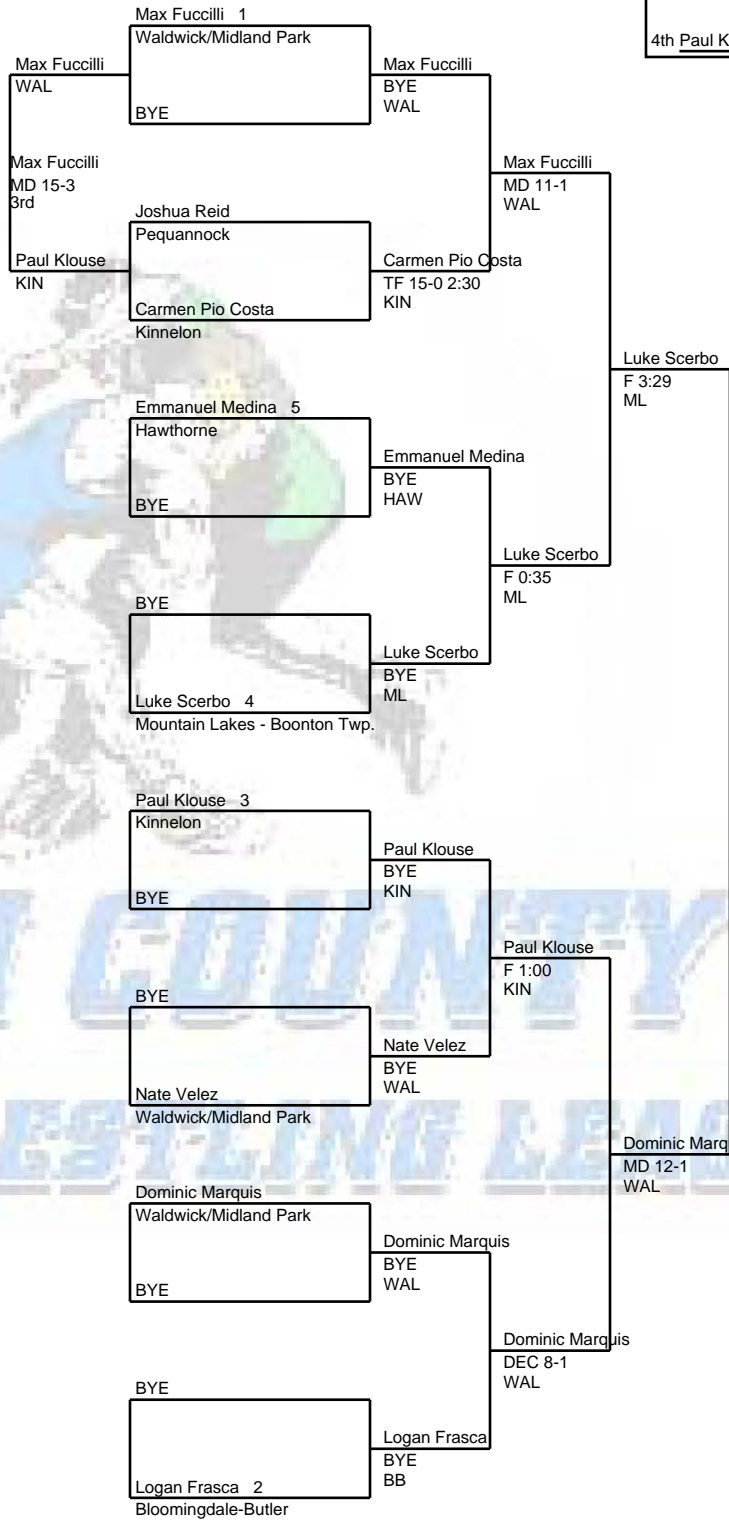 Max Fuccilli 1
Waldwick/Midland Park
BYE
Max Fuccilli
WAL
Max Fuccilli
MD 15-3
3rd
Paul Klouse
KIN
Joshua Reid
Pequannock
Carmen Pio Costa
Kinnelon
Max Fuccilli
BYE
WAL
Carmen Pio Costa
TF 15-0 2:30
KIN
Max Fuccilli
MD 11-1
WAL
Emmanuel Medina 5
Hawthorne
BYE
Emmanuel Medina
BYE
HAW
BYE
Luke Scerbo 4
Mountain Lakes - Boonton Twp.
Luke Scerbo
BYE
ML
Luke Scerbo
F 0:35
ML
Luke Scerbo
F 3:29
ML
Paul Klouse 3
Kinnelon
BYE
Paul Klouse
BYE
KIN
BYE
Nate Velez
Waldwick/Midland Park
Nate Velez
BYE
WAL
Paul Klouse
F 1:00
KIN
Dominic Marquis
Waldwick/Midland Park
BYE
Dominic Marquis
BYE
WAL
BYE
Logan Frasca 2
Bloomingdale-Butler
Logan Frasca
BYE
BB
Dominic Marquis
DEC 8-1
WAL
Dominic Marq
MD 12-1
WAL
4th Paul K
COUNTY